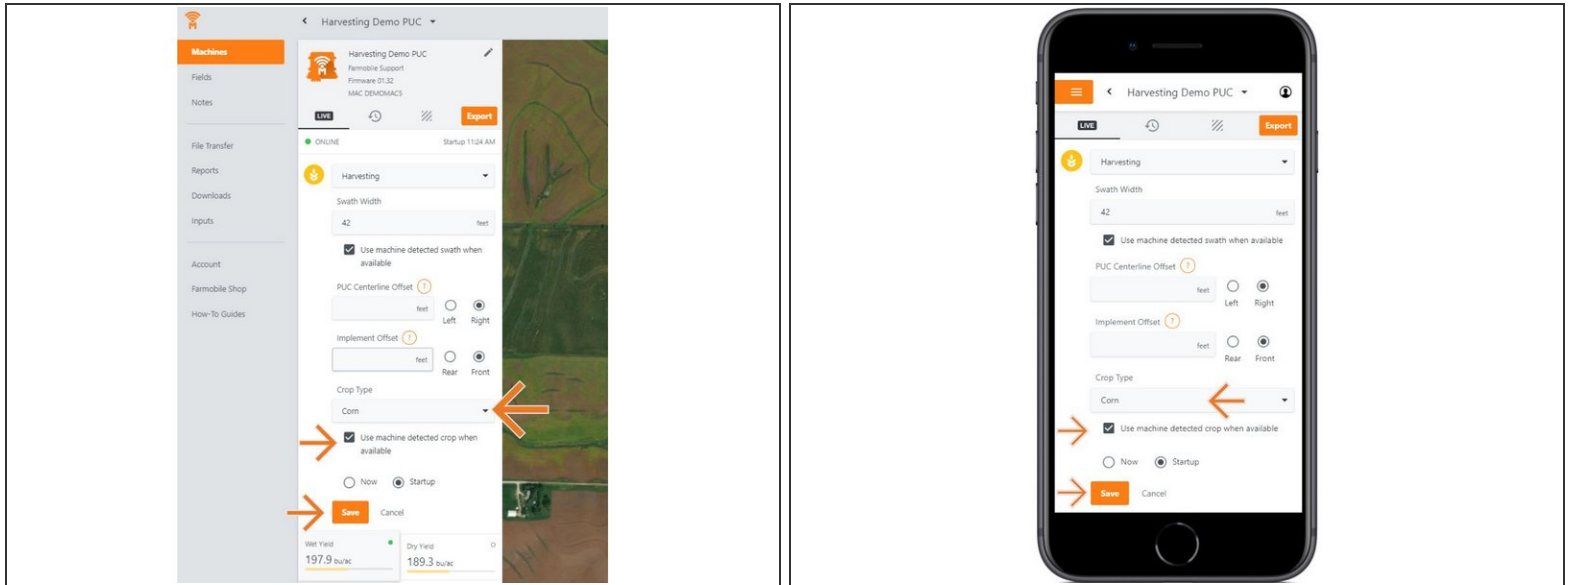 Harvesting Demo PUC
Machines
Fields
Notes
File Transfer
Reports
Downloads
Inputs
Account
Farmobile Shop
How-To Guides
Harvesting Demo PUC
Farmobile Support
Firmware 01.32
MAC DEMOMACS
LIVE
Export
ONLINE
Startup 11:24 AM
Harvesting
Swath Width
42 feet
Use machine detected swath when
available
PUC Centerline Offset ?
feet
Left Right
Implement Offset ?
feet
Rear Front
Crop Type
Corn
Use machine detected crop when
available
Now Startup
Save Cancel
Wet Yield
197.9 bu/ac
Dry Yield
189.3 bu/ac
Harvesting Demo PUC
LIVE
Export
Harvesting
Swath Width
42 feet
Use machine detected swath when available
PUC Centerline Offset ?
feet
Left Right
Implement Offset ?
feet
Rear Front
Crop Type
Corn
Use machine detected crop when available
Now Startup
Save Cancel